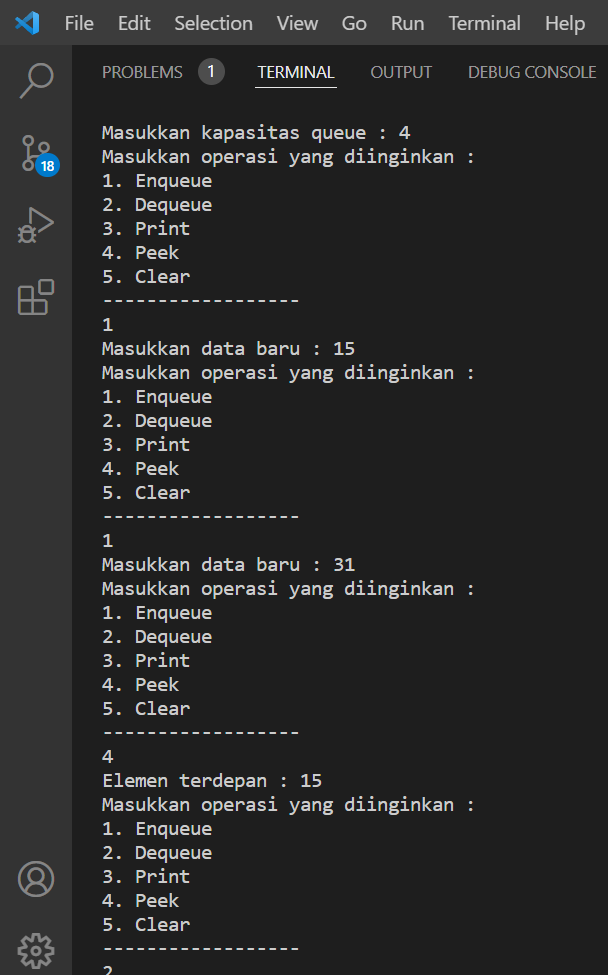 File Edit Selection View Go Run Terminal Help
PROBLEMS 1 TERMINAL OUTPUT DEBUG CONSOLE
18
Masukkan kapasitas queue : 4
Masukkan operasi yang diinginkan :
1. Enqueue
2. Dequeue
3. Print
4. Peek
5. Clear
------------------
1
Masukkan data baru : 15
Masukkan operasi yang diinginkan :
1. Enqueue
2. Dequeue
3. Print
4. Peek
5. Clear
------------------
1
Masukkan data baru : 31
Masukkan operasi yang diinginkan :
1. Enqueue
2. Dequeue
3. Print
4. Peek
5. Clear
------------------
4
Elemen terdepan : 15
Masukkan operasi yang diinginkan :
1. Enqueue
2. Dequeue
3. Print
4. Peek
5. Clear
------------------
2